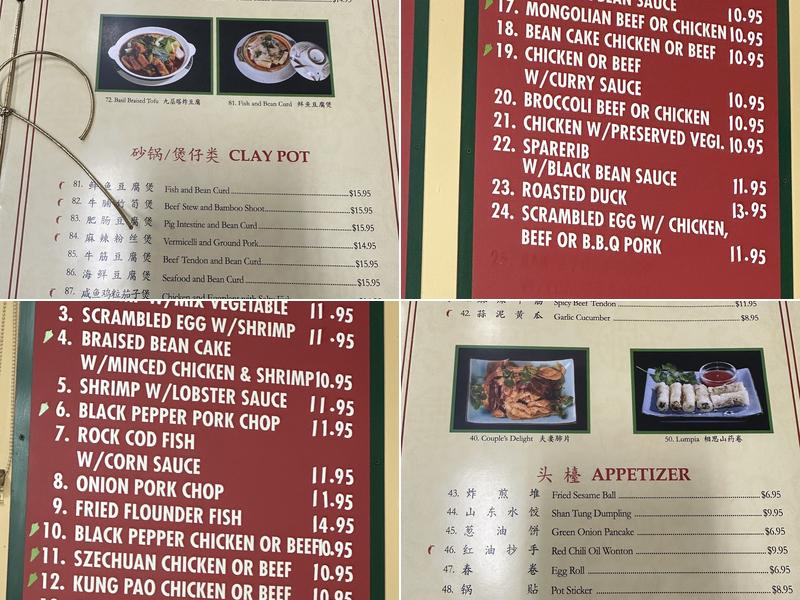 72. Basil Braised Tofu 九层塔炸豆腐
81. Fish and Bean Curd 鲜鱼豆腐煲
砂锅/煲仔类 CLAY POT
81. 鲜鱼豆腐煲 Fish and Bean Curd $15.95
82. 牛腩竹笋煲 Beef Stew and Bamboo Shoot $15.95
83. 肥肠豆腐煲 Pig Intestine and Bean Curd $15.95
84. 麻辣粉丝煲 Vermicelli and Ground Pork $14.95
85. 牛筋豆腐煲 Beef Tendon and Bean Curd $15.95
86. 海鲜豆腐煲 Seafood and Bean Curd $15.95
87. 咸鱼鸡粒茄子煲
BEAN SAUCE 10.95
17. MONGOLIAN BEEF OR CHICKEN 10.95
18. BEAN CAKE CHICKEN OR BEEF 10.95
19. CHICKEN OR BEEF
W/CURRY SAUCE 10.95
20. BROCCOLI BEEF OR CHICKEN 10.95
21. CHICKEN W/PRESERVED VEGI. 10.95
22. SPARERIB
W/BLACK BEAN SAUCE 11.95
23. ROASTED DUCK 13.95
24. SCRAMBLED EGG W/ CHICKEN,
BEEF OR B.B.Q PORK 11.95
W/MIX VEGETABLE 11.95
3. SCRAMBLED EGG W/SHRIMP 11.95
4. BRAISED BEAN CAKE
W/MINCED CHICKEN & SHRIMP 10.95
5. SHRIMP W/LOBSTER SAUCE 11.95
6. BLACK PEPPER PORK CHOP 11.95
7. ROCK COD FISH
W/CORN SAUCE 11.95
8. ONION PORK CHOP 11.95
9. FRIED FLOUNDER FISH 14.95
10. BLACK PEPPER CHICKEN OR BEEF 10.95
11. SZECHUAN CHICKEN OR BEEF 10.95
12. KUNG PAO CHICKEN OR BEEF 10.95
Spicy Beef Tendon $11.95
42. 蒜泥黄瓜 Garlic Cucumber $8.95
40. Couple's Delight 夫妻肺片
50. Lumpia 相思山药卷
头檯 APPETIZER
43. 炸煎堆 Fried Sesame Ball $6.95
44. 山东水饺 Shan Tung Dumpling $9.95
45. 葱油饼 Green Onion Pancake $6.95
46. 红油抄手 Red Chili Oil Wonton $9.95
47. 春卷 Egg Roll $6.95
48. 锅贴 Pot Sticker $8.95